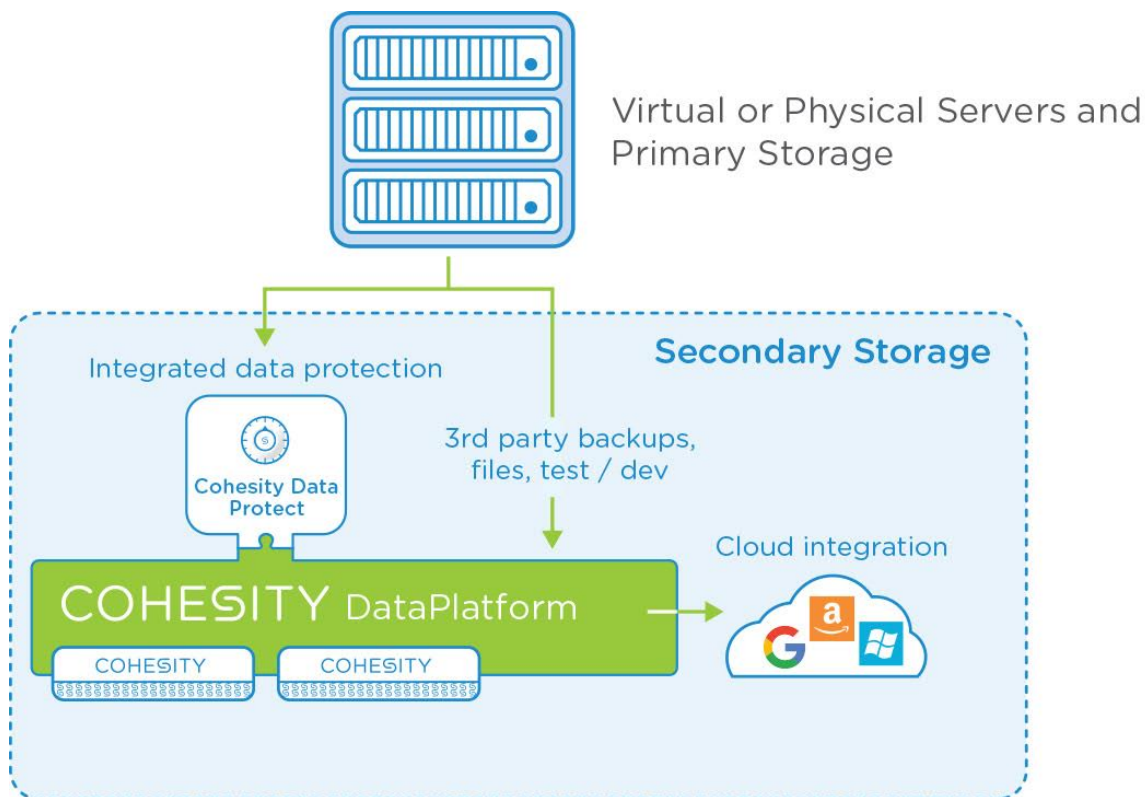 Virtual or Physical Servers and
Primary Storage
Secondary Storage
Integrated data protection
3rd party backups,
files, test / dev
Cohesity Data
Protect
Cloud integration
COHESITY DataPlatform
a
G
COHESITY
COHESITY